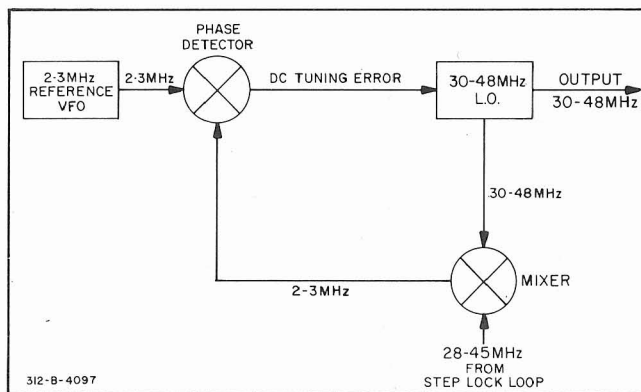 PHASE
DETECTOR
2-3MHz
REFERENCE
VFO
2-3MHz
DC TUNING ERROR
30-48MHz
L.O.
OUTPUT
30-48MHz
30-48MHz
MIXER
2-3MHz
28-45MHz
FROM
STEP LOCK LOOP
312-B-4097